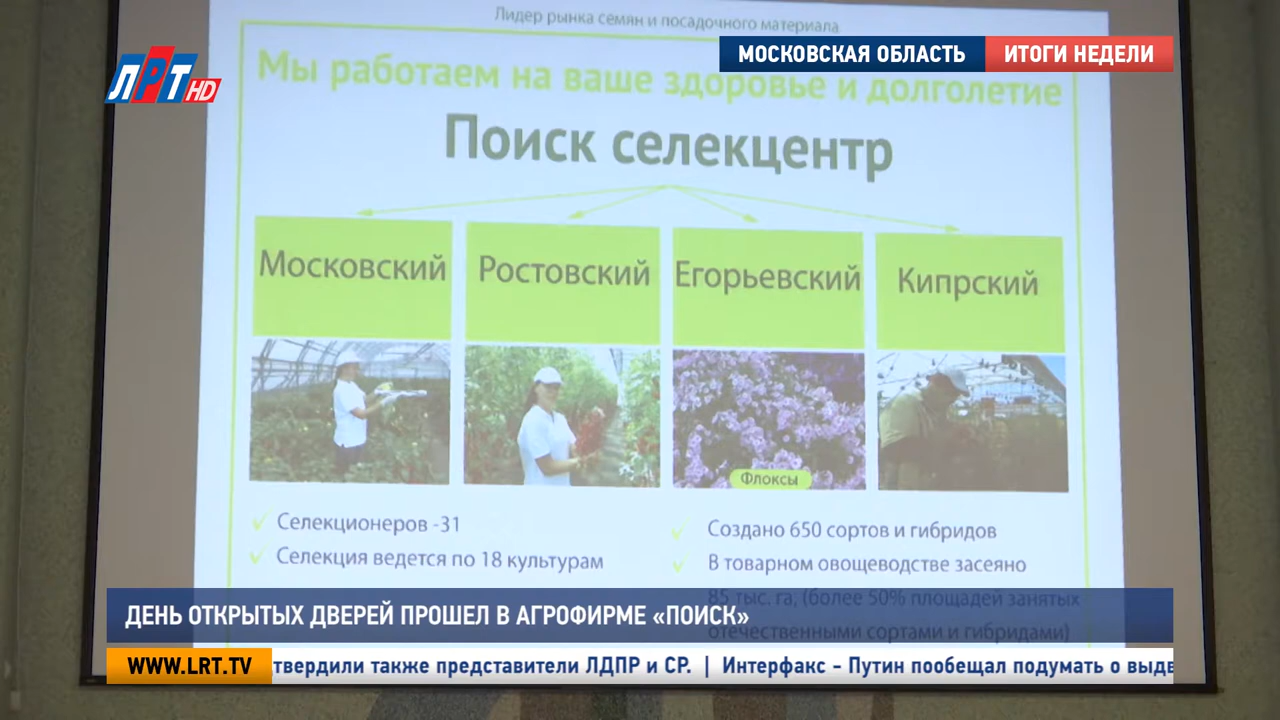 Лидер рынка семян и посадочного материала
МОСКОВСКАЯ ОБЛАСТЬ
ИТОГИ НЕДЕЛИ
ЛРТ HD
Мы работаем на ваше здоровье и долголетие
Поиск селекцентр
Московский
Ростовский
Егорьевский
Кипрский
Флоксы
Селекционеров -31
Селекция ведется по 18 культурам
Создано 650 сортов и гибридов
В товарном овощеводстве засеяно
85 тыс. га, (более 50% площадей занятых
отечественными сортами и гибридами)
ДЕНЬ ОТКРЫТЫХ ДВЕРЕЙ ПРОШЕЛ В АГРОФИРМЕ «ПОИСК»
WWW.LRT.TV
твердили также представители ЛДПР и СР. | Интерфакс - Путин пообещал подумать о выдв